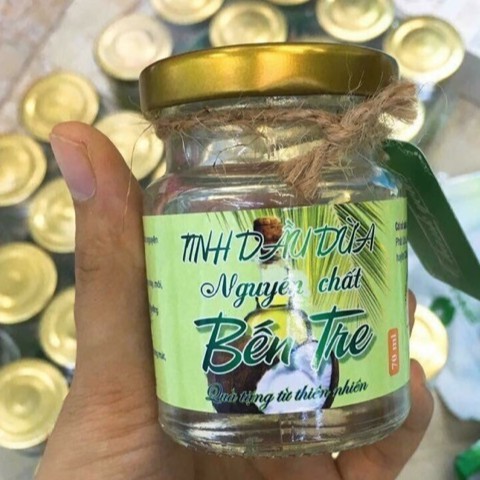 TINH DẦU DỪA
Nguyên chất
Bến Tre
Quà tặng từ thiên nhiên
70 ml